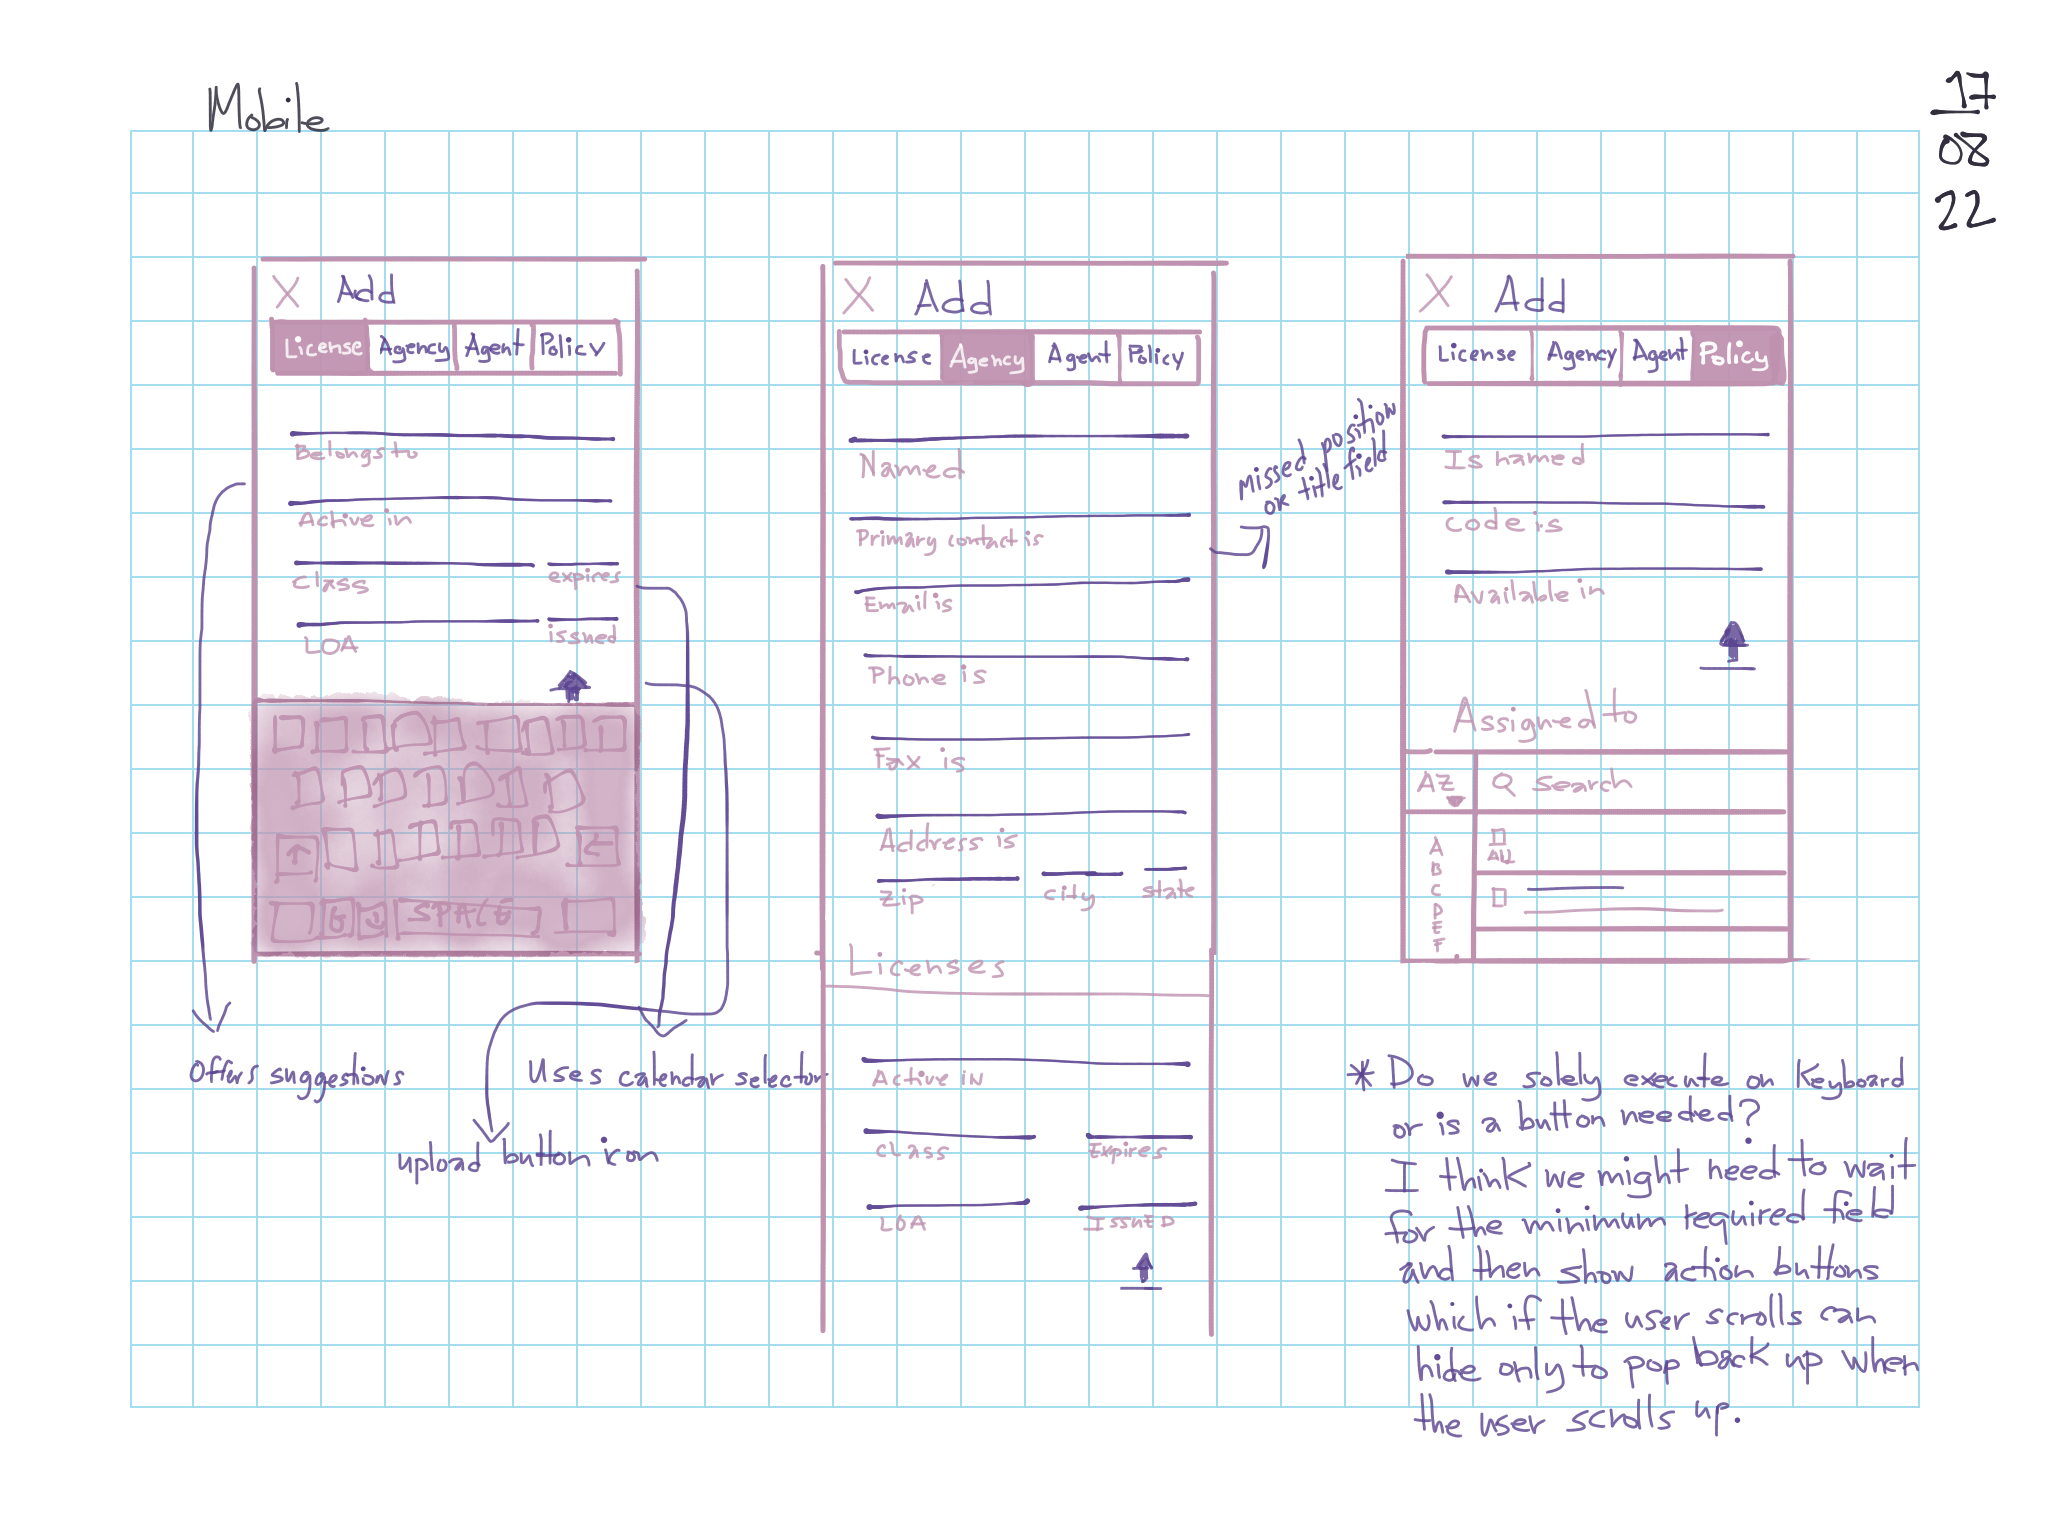 Mobile
17
08
22
X Add
License Agency Agent Policy
Belongs to
Active in
Class expires
LOA issued
SPACE
Offers suggestions
Uses calendar selector
upload button icon
X Add
License Agency Agent Policy
Named
Primary contact is
Email is
Phone is
Fax is
Address is
Zip city state
Licenses
Active in
Class Expires
LOA Issued
missed position
or title field
X Add
License Agency Agent Policy
Is named
Code is
Available in
Assigned to
AZ Search
A
B
C
D
E
F
ALL
* Do we solely execute on Keyboard
or is a button needed?
I think we might need to wait
for the minimum required field
and then show action buttons
which if the user scrolls can
hide only to pop back up when
the user scrolls up.